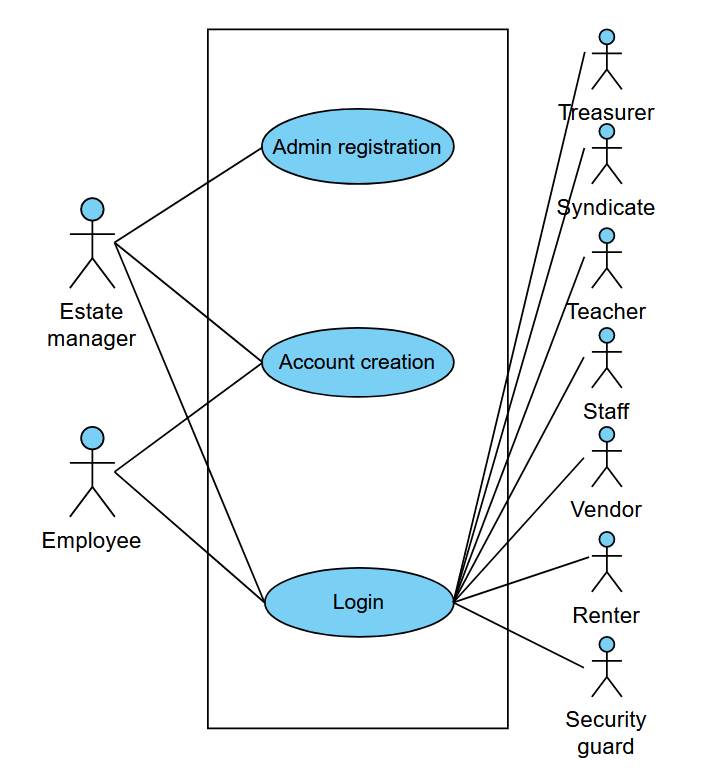 Admin registration
Account creation
Login
Estate
manager
Employee
Treasurer
Syndicate
Teacher
Staff
Vendor
Renter
Security
guard